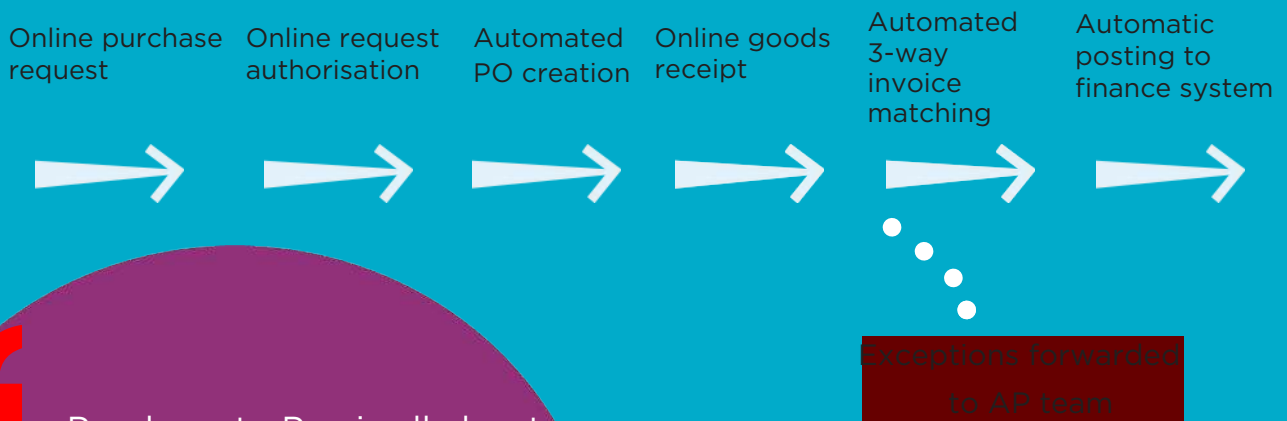 Online purchase
request
Online request
authorisation
Automated
PO creation
Online goods
receipt
Automated
3-way
invoice
matching
Automatic
posting to
finance system
Exceptions forwarded
to AP team